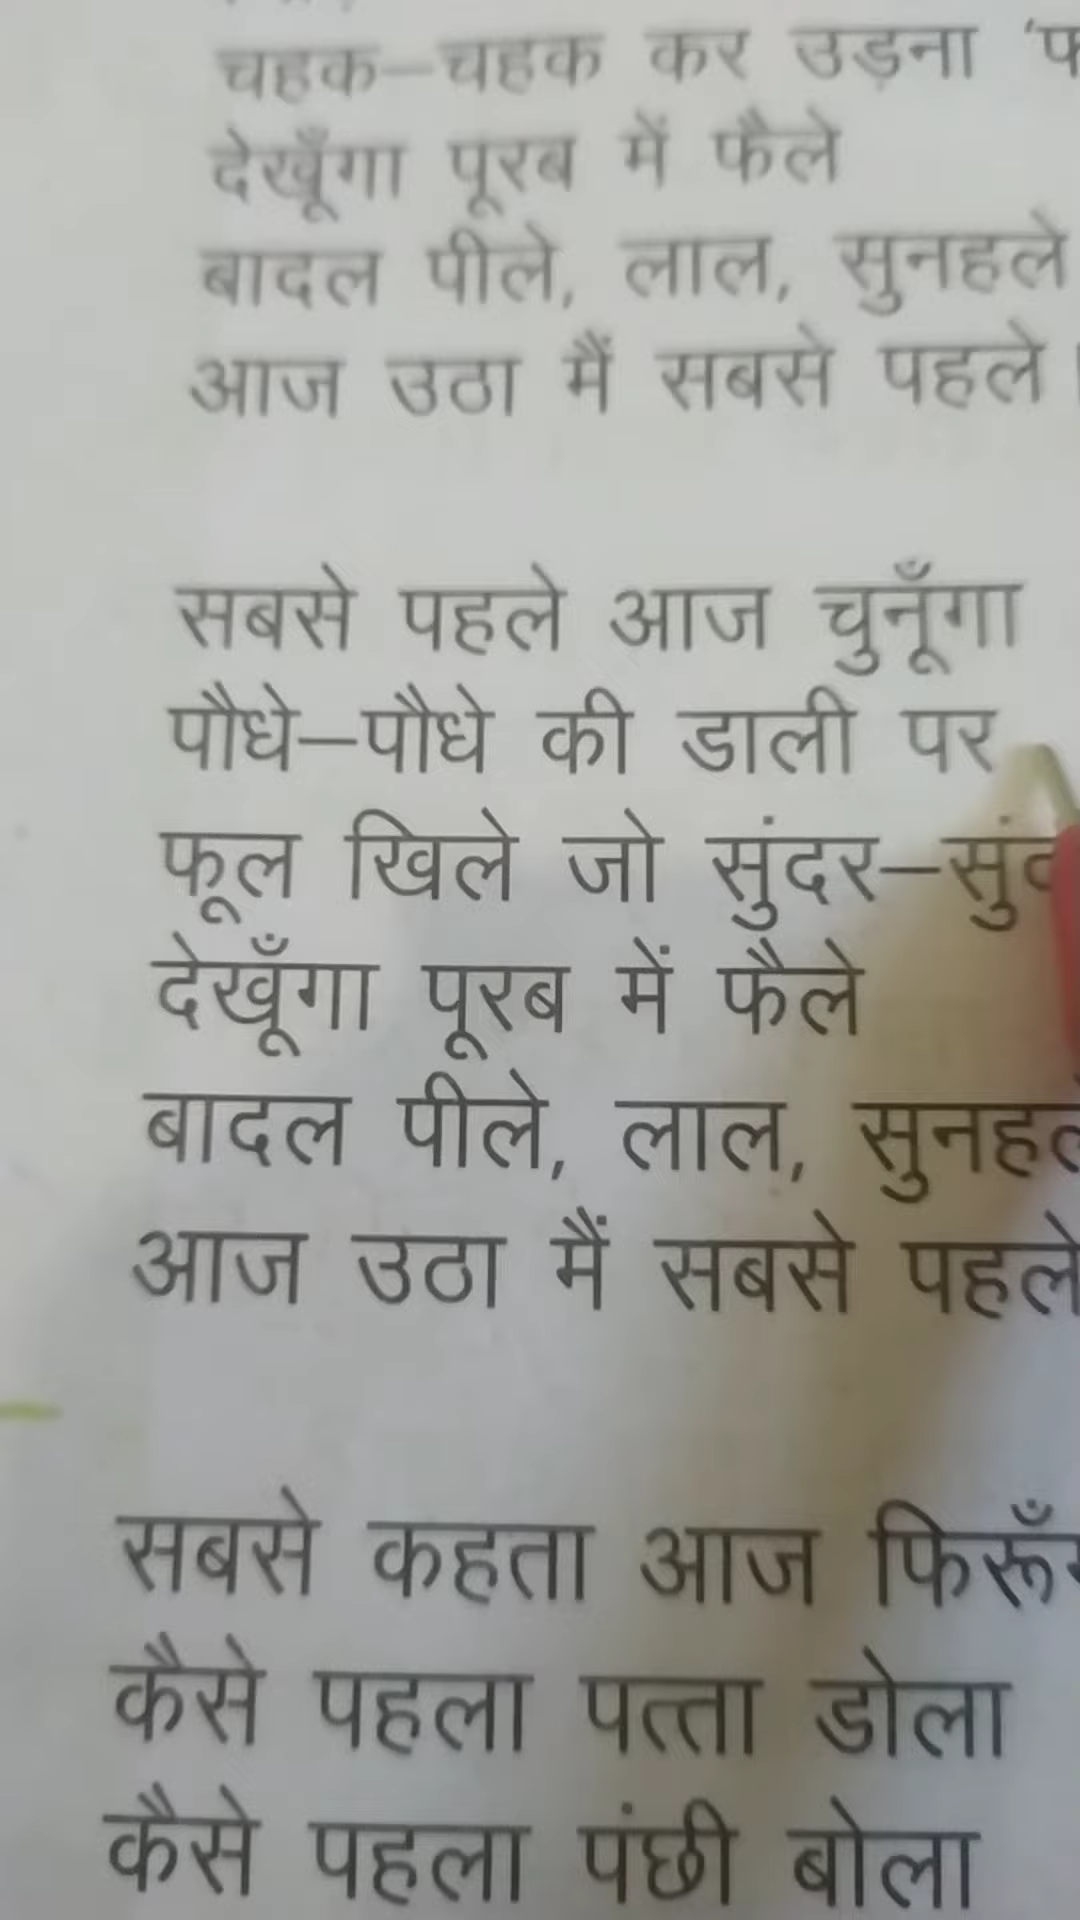 चहक–चहक कर उड़ना
देखूँगा पूरब में फैले
बादल पीले, लाल, सुनहले
आज उठा मैं सबसे पहले
सबसे पहले आज चुनूँगा
पौधे–पौधे की डाली पर
फूल खिले जो सुंदर–
देखूँगा पूरब में फैले
बादल पीले, लाल,
आज उठा मैं सबसे पहले
सबसे कहता आज
कैसे पहला पत्ता डोला
कैसे पहला पंछी बोला